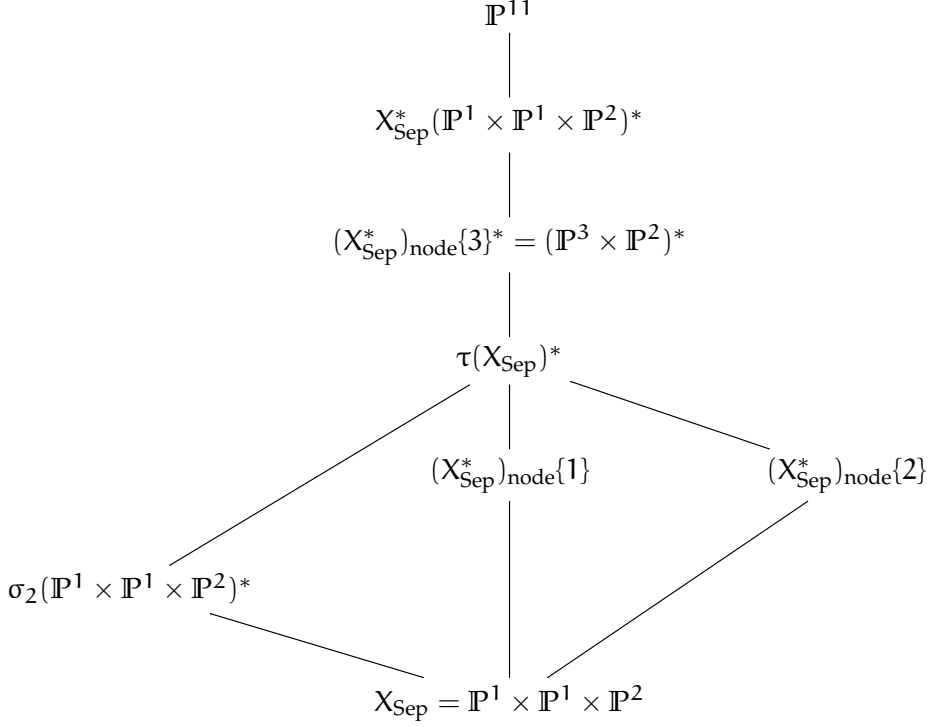 ℙ¹¹
X*_Sep(ℙ¹ × ℙ¹ × ℙ²)*
(X*_Sep)_node{3}* = (ℙ³ × ℙ²)*
τ(X_Sep)*
(X*_Sep)_node{1} (X*_Sep)_node{2}
σ₂(ℙ¹ × ℙ¹ × ℙ²)*
X_Sep = ℙ¹ × ℙ¹ × ℙ²